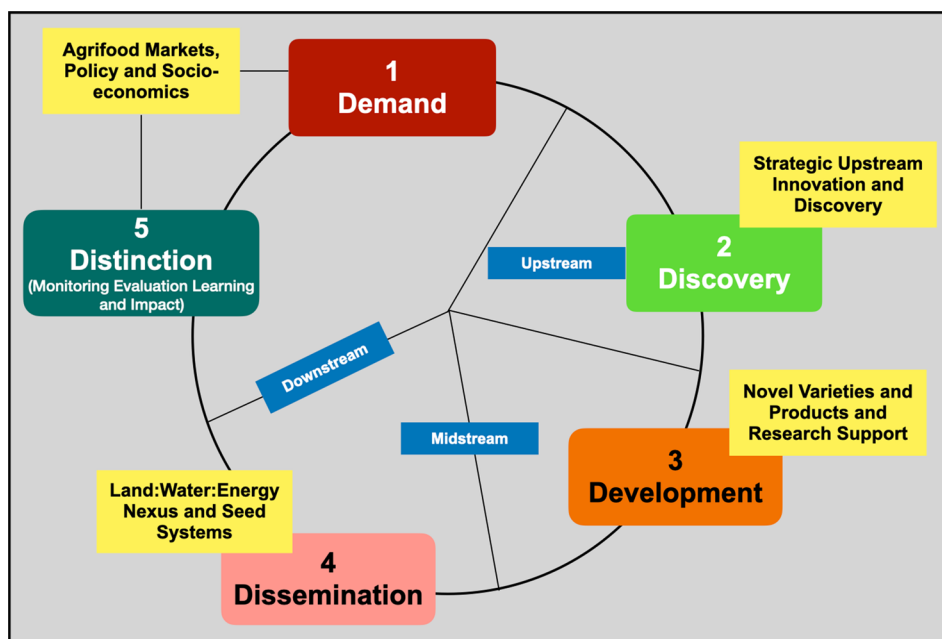 Agrifood Markets,
Policy and Socio-
economics
1
Demand
Strategic Upstream
Innovation and
Discovery
5
Distinction
(Monitoring Evaluation Learning
and Impact)
Upstream
2
Discovery
Downstream
Novel Varieties and
Products and
Research Support
Midstream
3
Development
Land:Water:Energy
Nexus and Seed
Systems
4
Dissemination